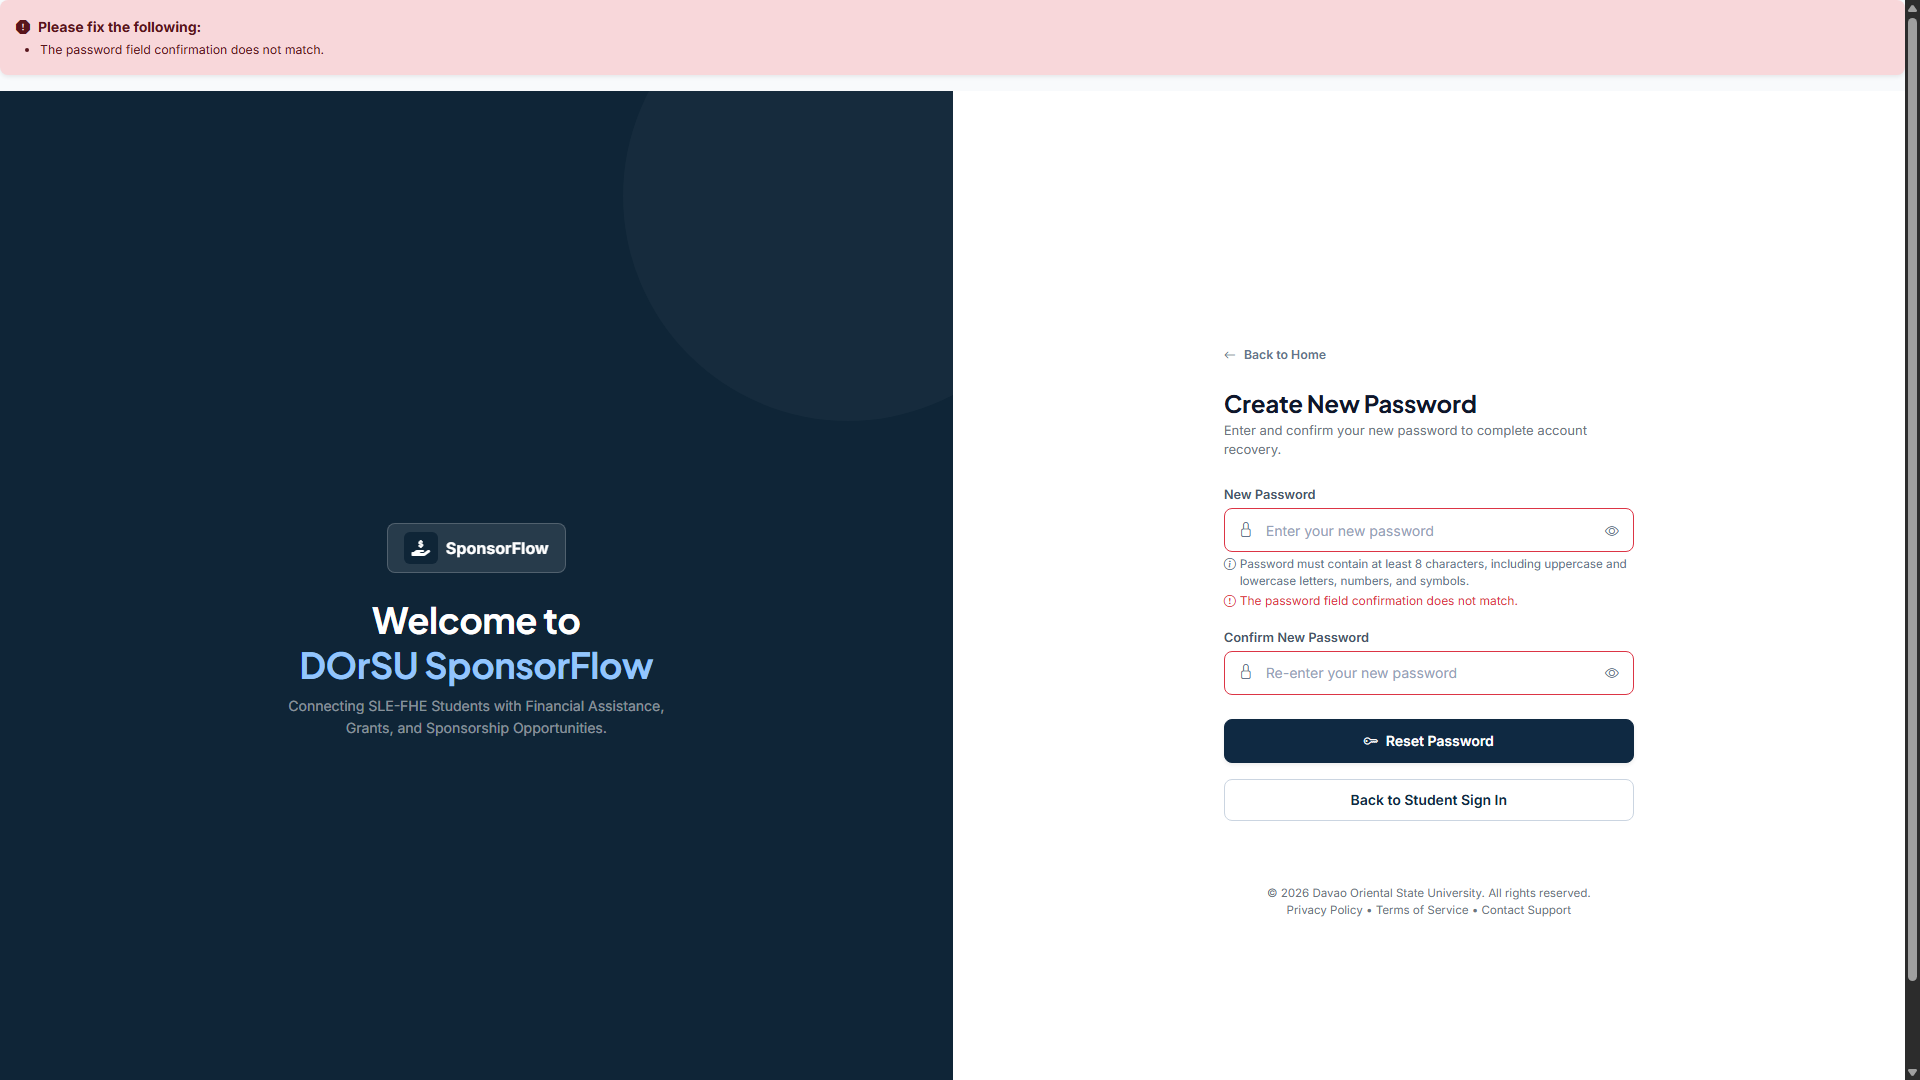 Please fix the following:
• The password field confirmation does not match.
SponsorFlow
Welcome to
DOrSU SponsorFlow
Connecting SLE-FHE Students with Financial Assistance,
Grants, and Sponsorship Opportunities.
Back to Home
Create New Password
Enter and confirm your new password to complete account
recovery.
New Password
Enter your new password
Password must contain at least 8 characters, including uppercase and
lowercase letters, numbers, and symbols.
The password field confirmation does not match.
Confirm New Password
Re-enter your new password
Reset Password
Back to Student Sign In
© 2026 Davao Oriental State University. All rights reserved.
Privacy Policy • Terms of Service • Contact Support